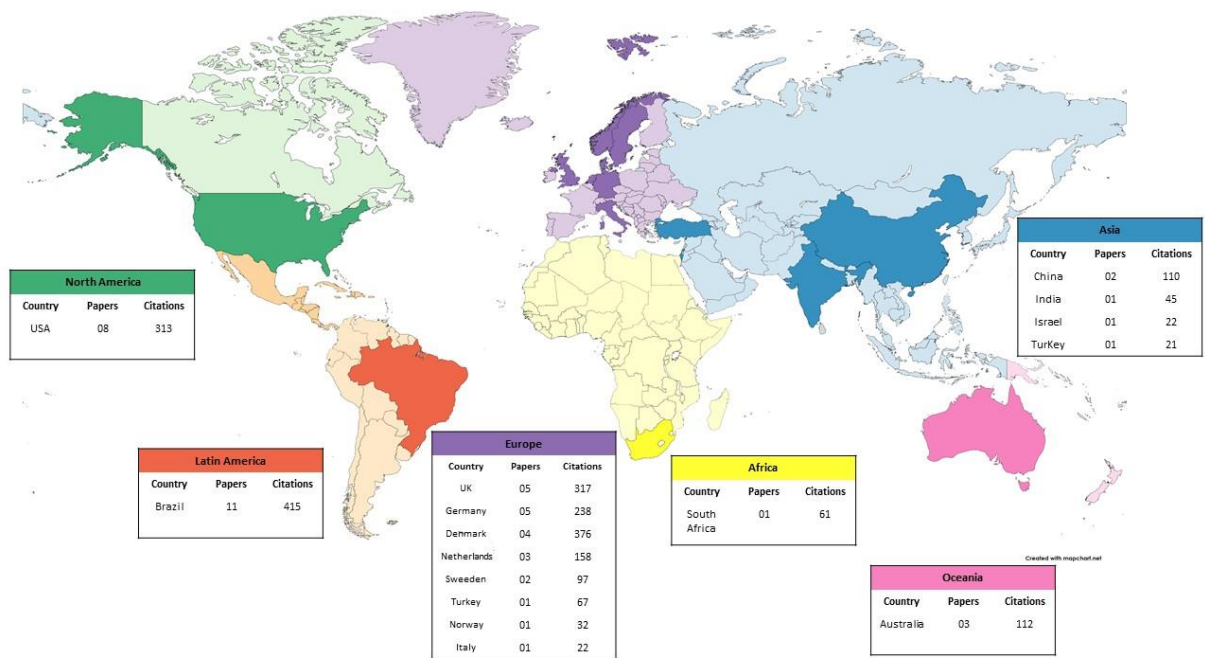 North America
Country Papers Citations
USA 08 313
Latin America
Country Papers Citations
Brazil 11 415
Europe
Country Papers Citations
UK 05 317
Germany 05 238
Denmark 04 376
Netherlands 03 158
Sweeden 02 97
Turkey 01 67
Norway 01 32
Italy 01 22
Africa
Country Papers Citations
South
Africa 01 61
Asia
Country Papers Citations
China 02 110
India 01 45
Israel 01 22
TurKey 01 21
Created with mapchart.net
Oceania
Country Papers Citations
Australia 03 112